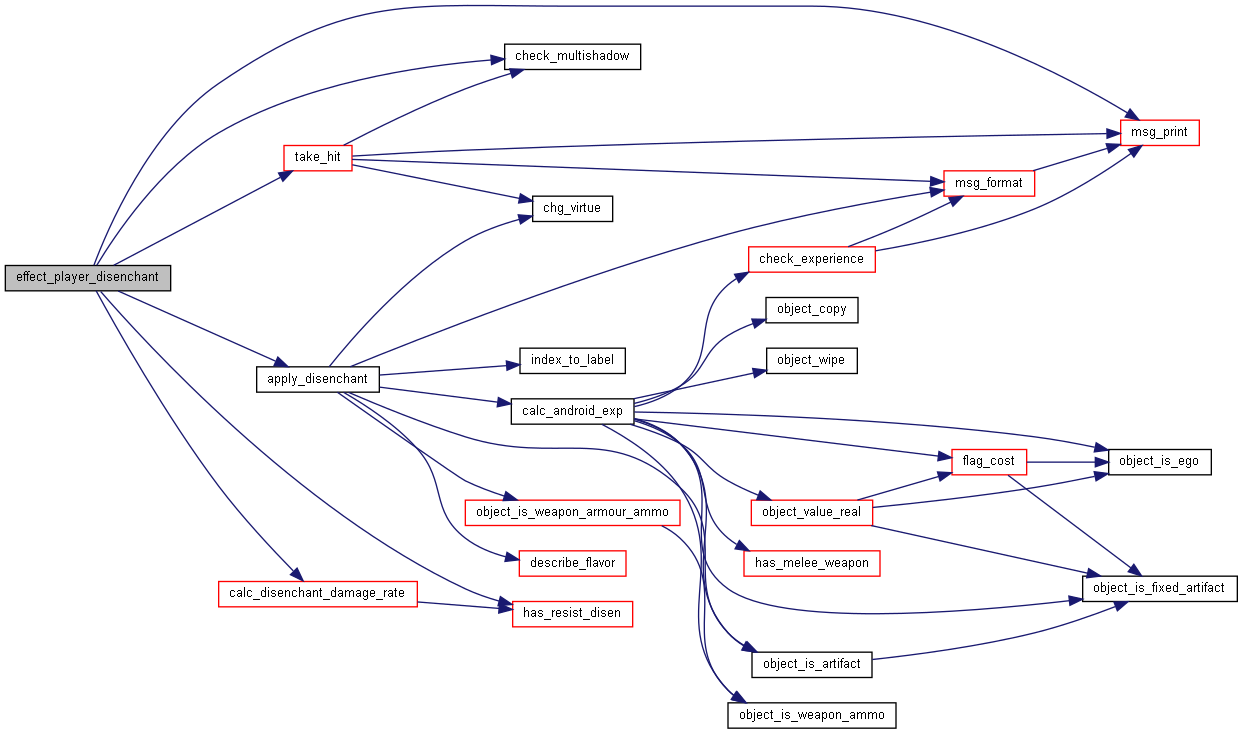 check_multishadow
msg_print
take_hit
msg_format
chg_virtue
check_experience
effect_player_disenchant
object_copy
index_to_label
object_wipe
apply_disenchant
calc_android_exp
flag_cost
object_is_ego
object_is_weapon_armour_ammo
object_value_real
describe_flavor
has_melee_weapon
calc_disenchant_damage_rate
object_is_fixed_artifact
has_resist_disen
object_is_artifact
object_is_weapon_ammo